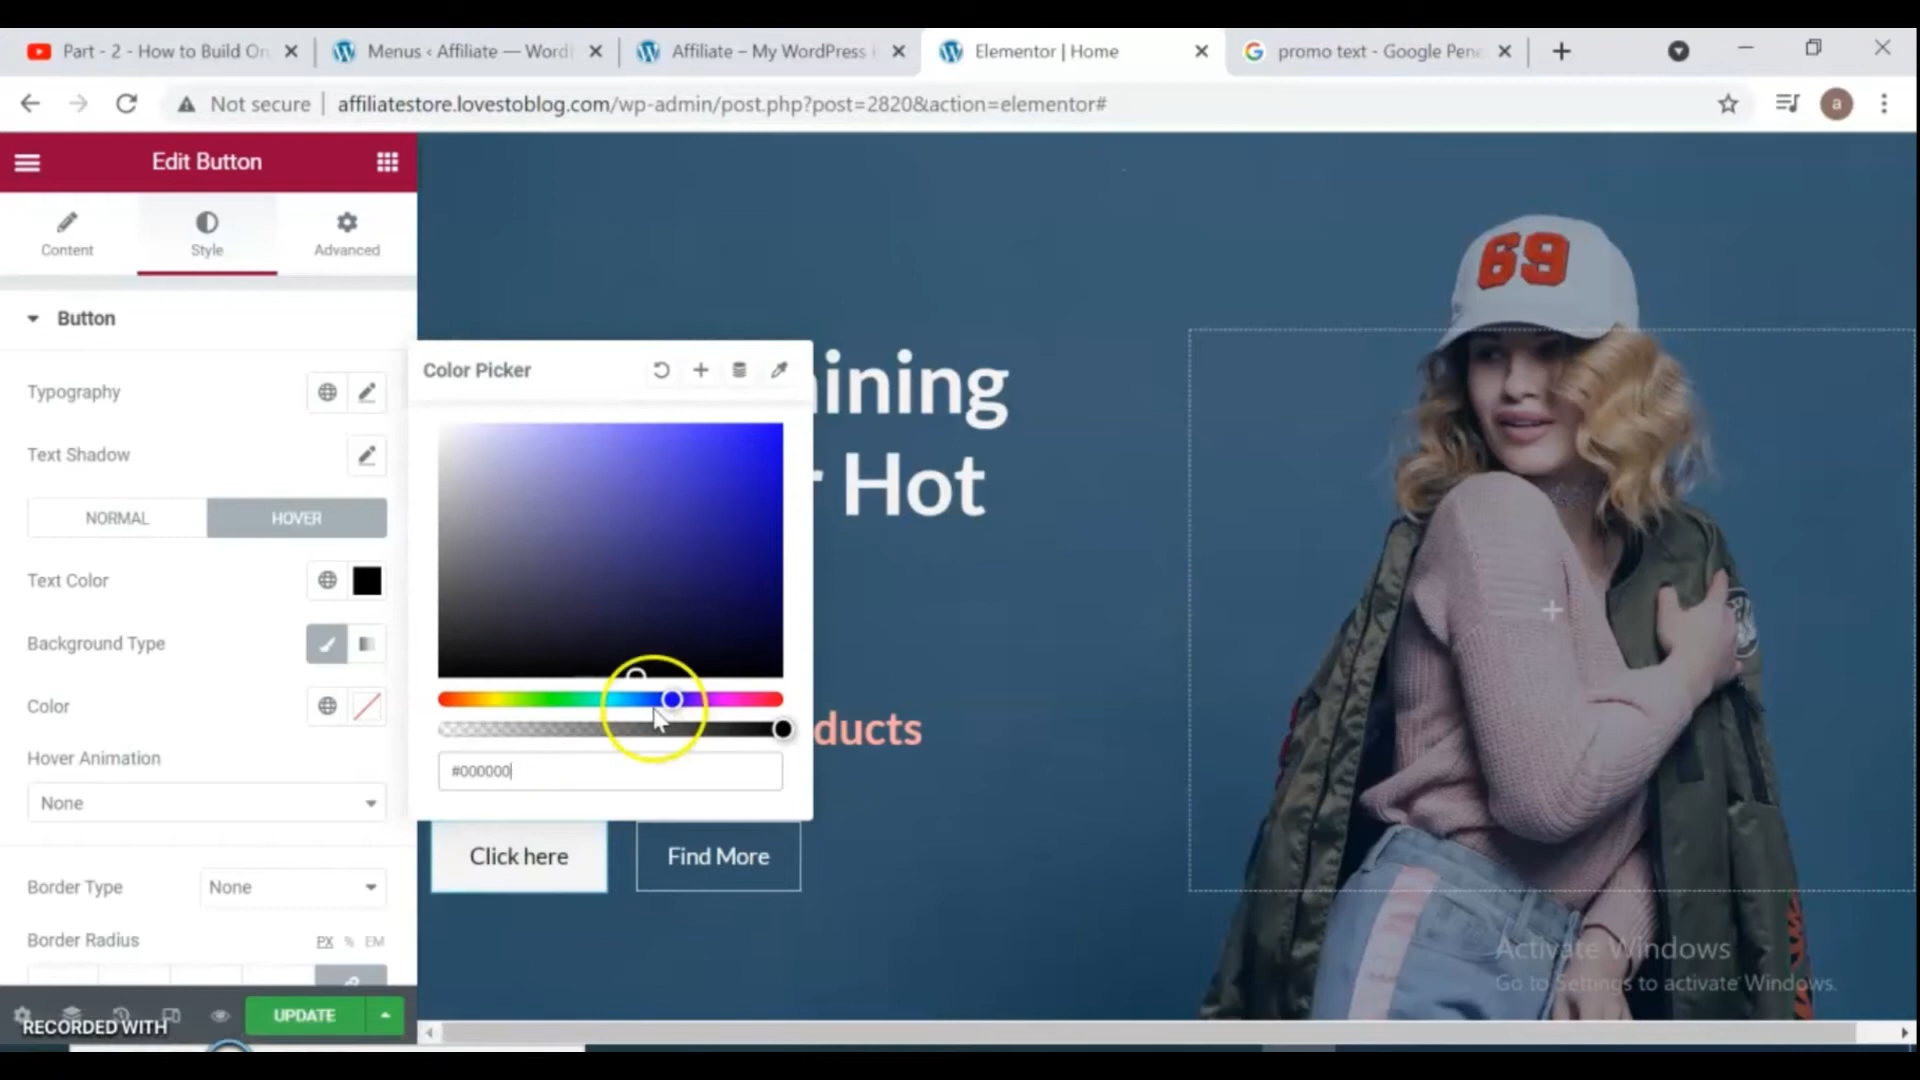 Part - 2 - How to Build On
Menus ‹ Affiliate — Word
Affiliate – My WordPress
Elementor | Home
promo text - Google Pene
Not secure
affiliatestore.lovestoblog.com/wp-admin/post.php?post=2820&action=elementor#
a
Edit Button
Content
Style
Advanced
Button
Typography
Text Shadow
NORMAL
HOVER
Text Color
Background Type
Color
Hover Animation
None
Border Type
None
Border Radius
PX % EM
UPDATE
RECORDED WITH
Color Picker
#000000
ining
r Hot
ducts
Click here
Find More
69
Activate Windows
Go to Settings to activate Windows.